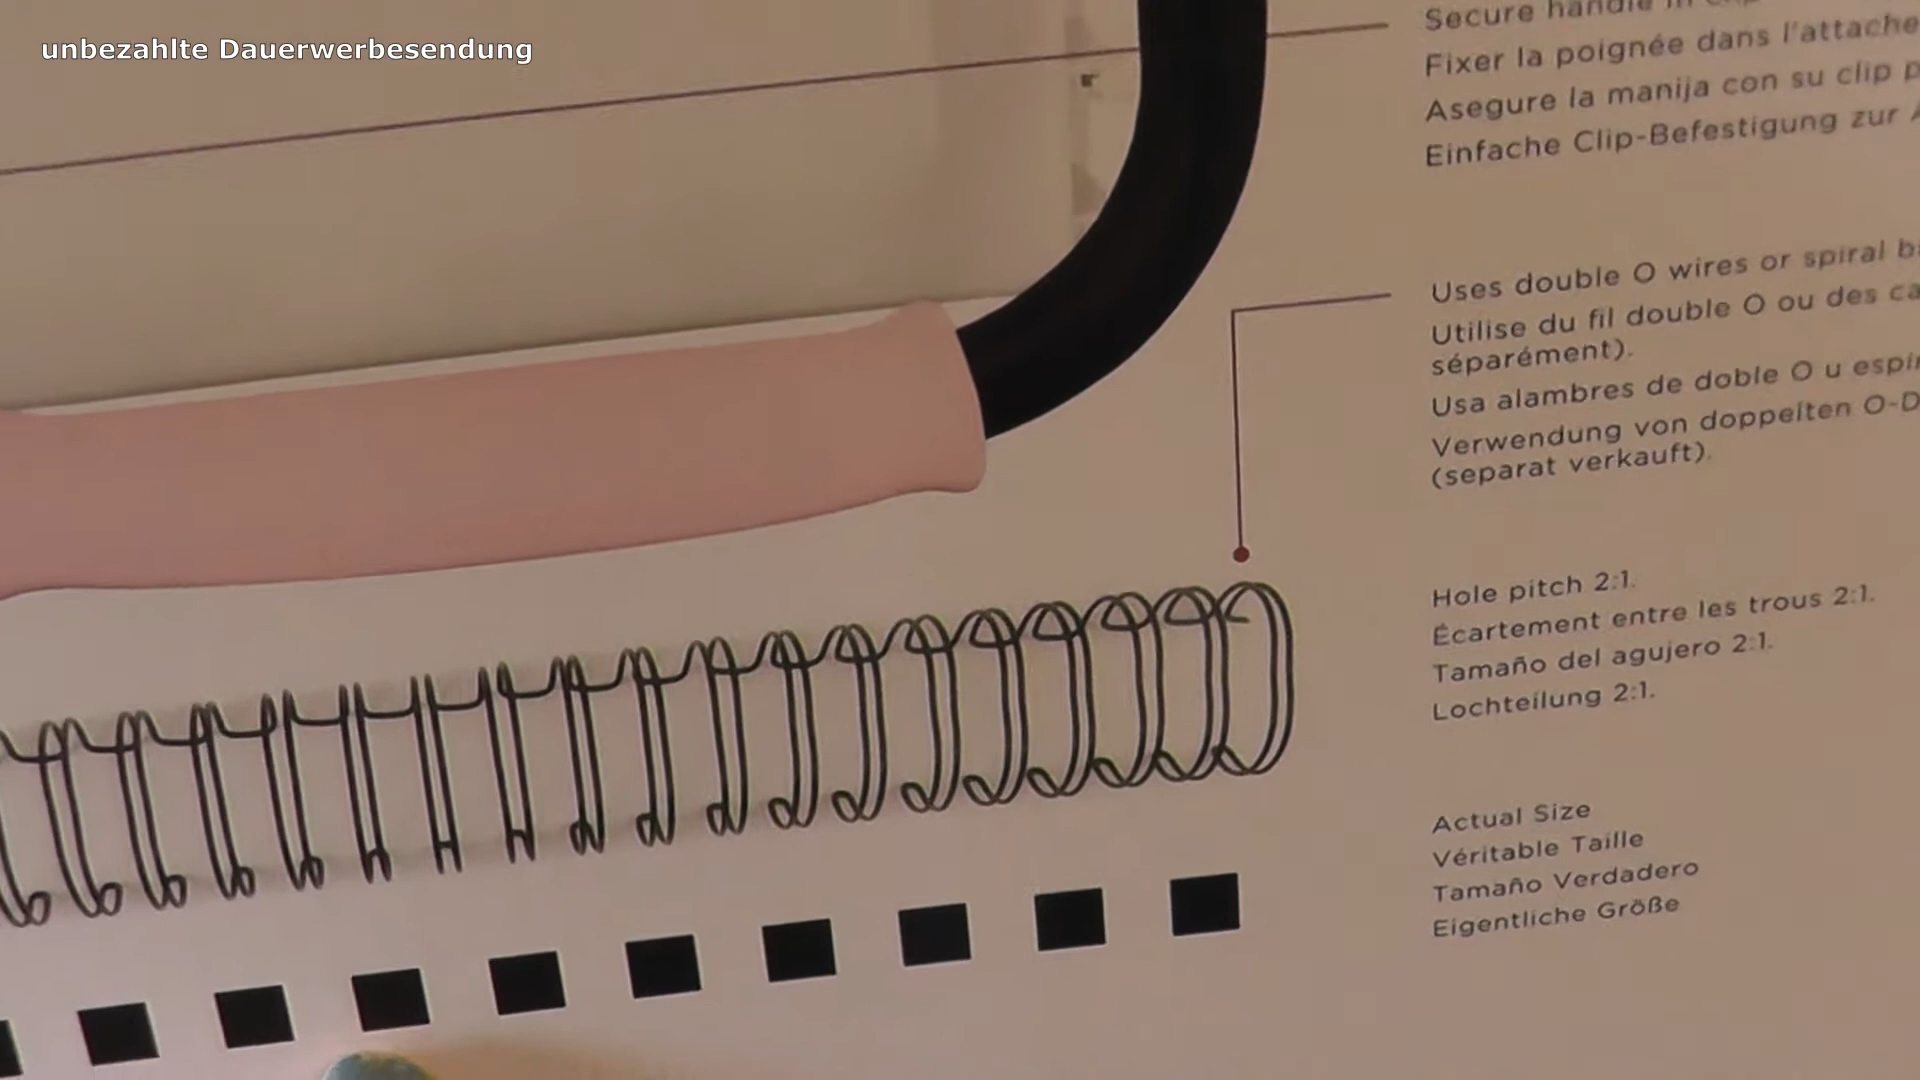 unbezahlte Dauerwerbesendung
Secure handle in
Fixer la poignée dans l'attache
Asegure la manija con su clip
Einfache Clip-Befestigung zur
Uses double O wires or spiral
Utilise du fil double O ou des
séparément).
Usa alambres de doble O u
Verwendung von doppelten
(separat verkauft).
Hole pitch 2:1.
Écartement entre les trous 2:1.
Tamaño del agujero 2:1.
Lochteilung 2:1.
Actual Size
Véritable Taille
Tamaño Verdadero
Eigentliche Größe